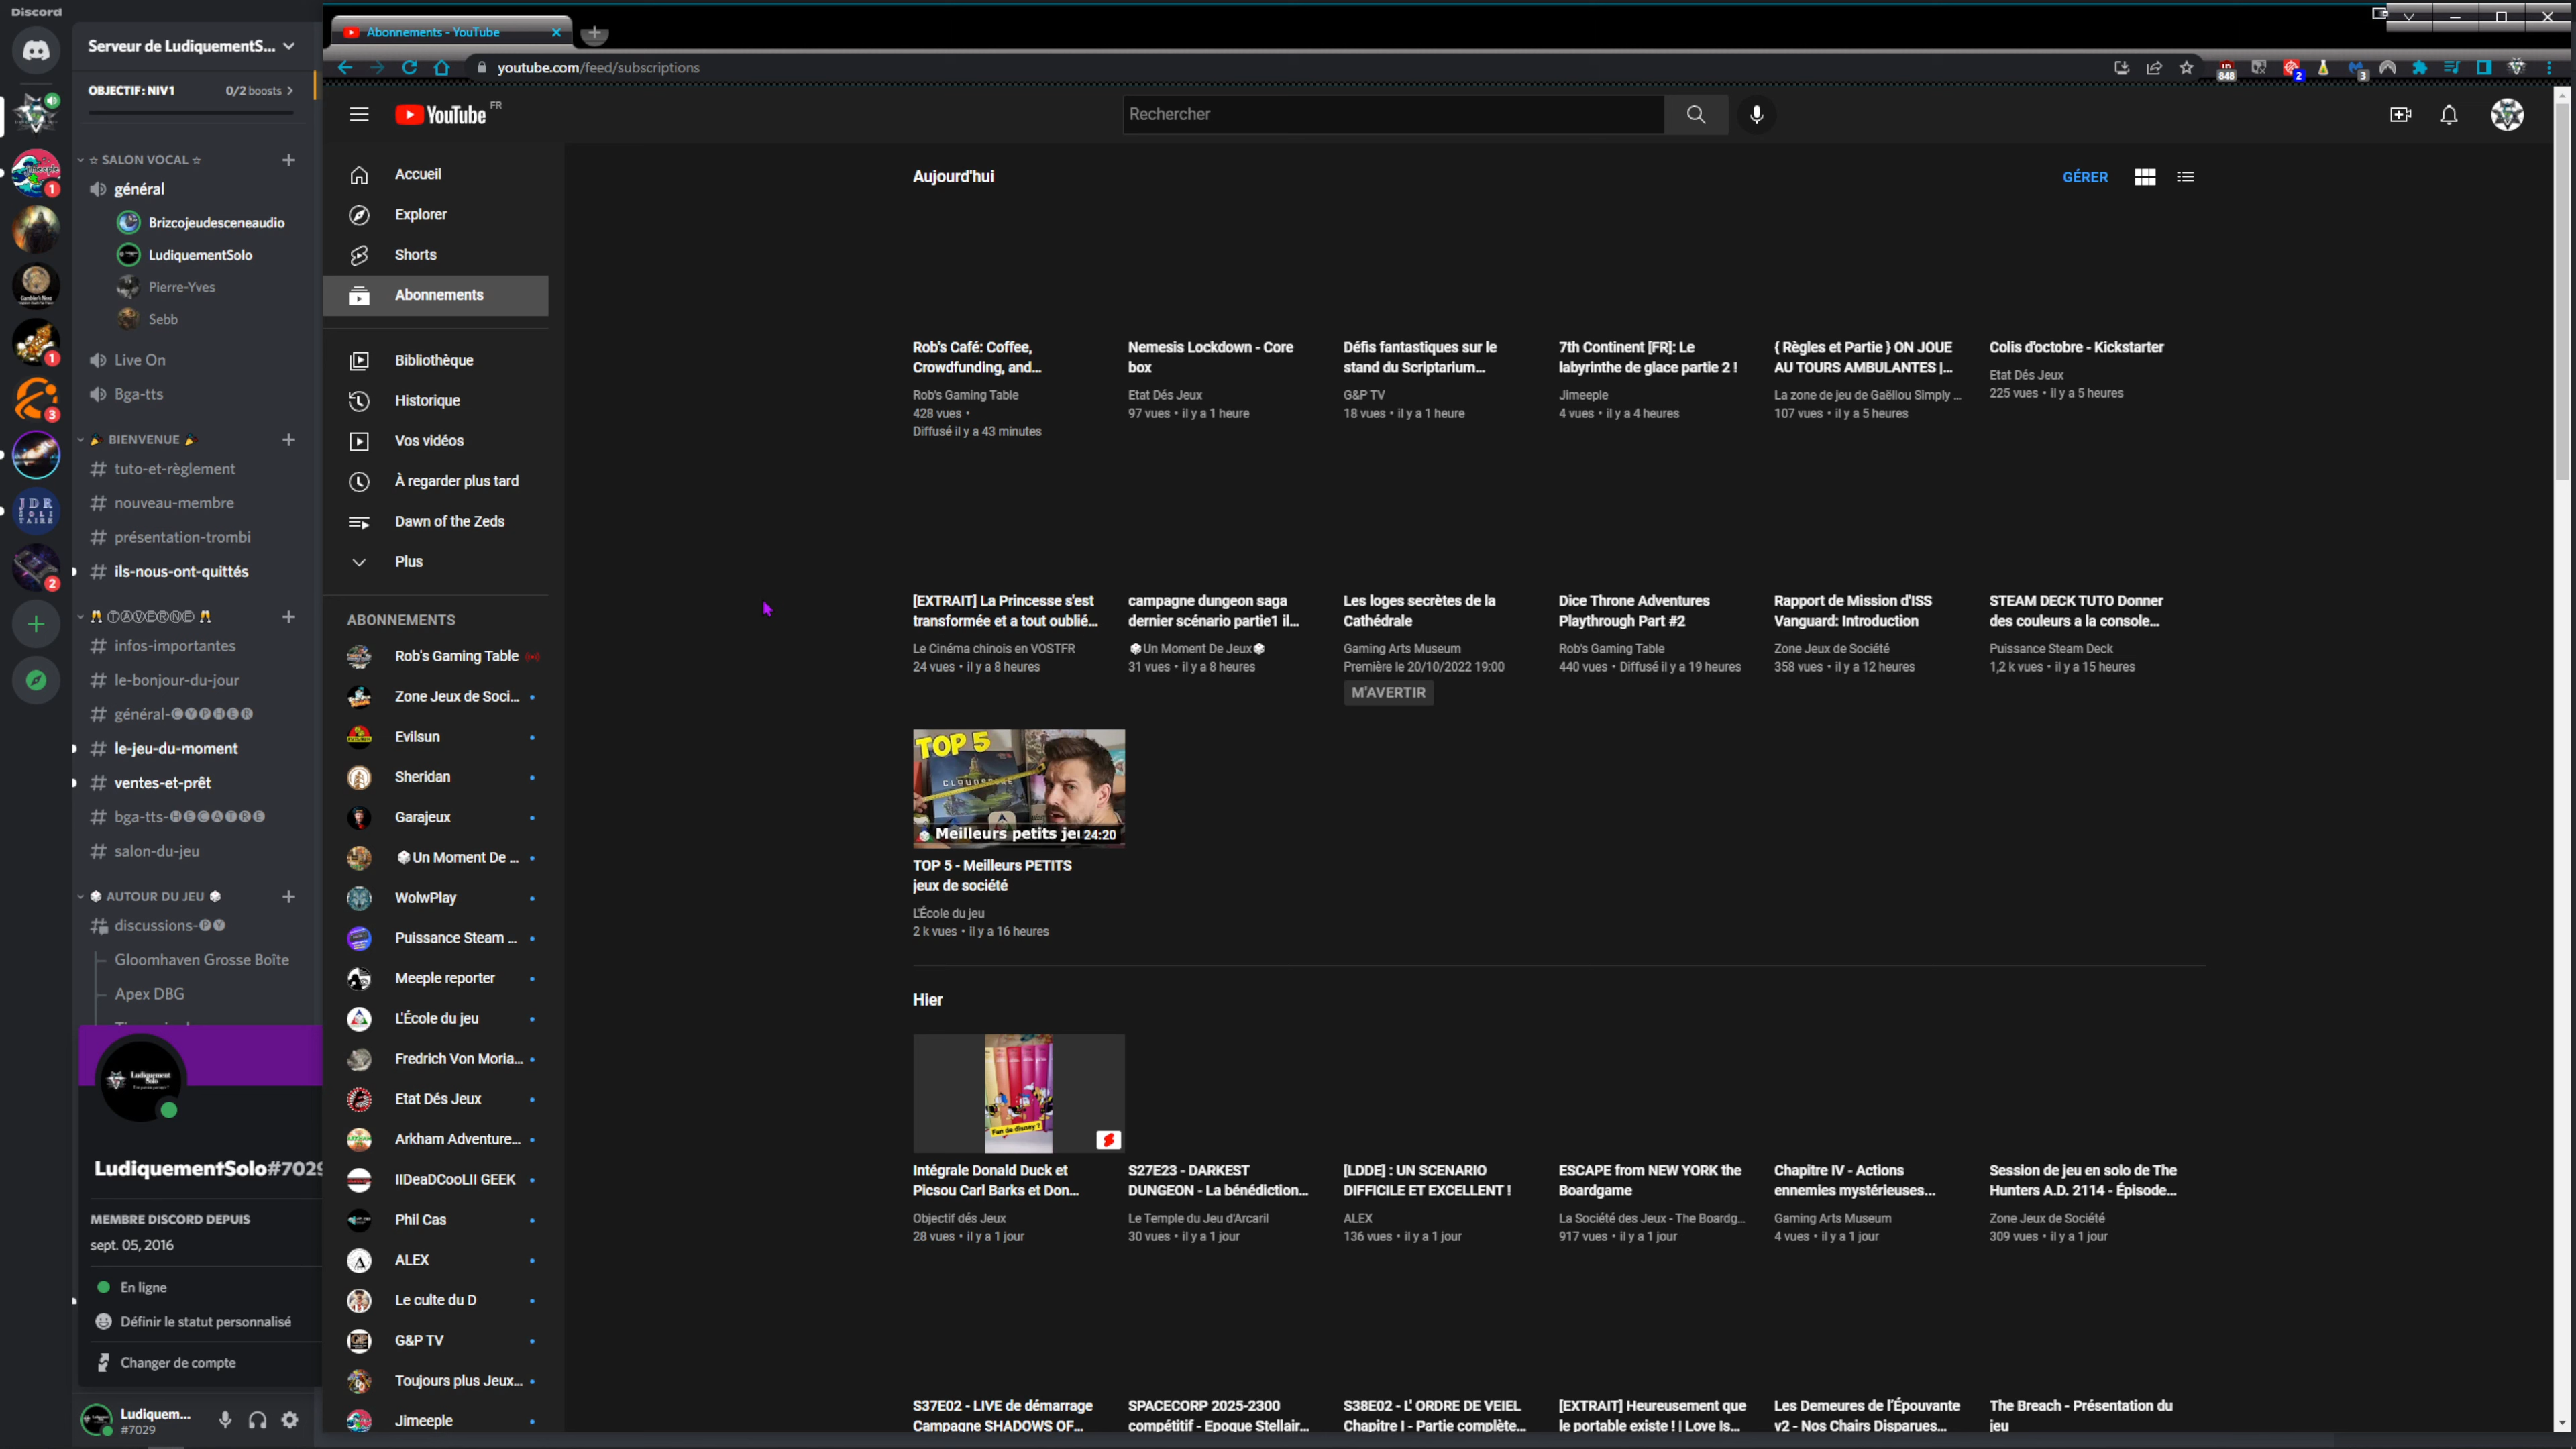 Discord
Serveur de LudiquementS...
OBJECTIF: NIV 1
0/2 boosts
☆ SALON VOCAL ☆
général
Brizcojeudesceneaudio
LudiquementSolo
Pierre-Yves
Sebb
Live On
Bga-tts
BIENVENUE
tuto-et-règlement
nouveau-membre
présentation-trombi
ils-nous-ont-quittés
ⓉⒶⓋⒺⓇⓃⒺ
infos-importantes
le-bonjour-du-jour
général-🅒🅨🅟🅗🅔🅡
le-jeu-du-moment
ventes-et-prêt
bga-tts-🅗🅔🅒🅐🅣🅡🅔
salon-du-jeu
AUTOUR DU JEU
discussions-🅟🅨
Gloomhaven Grosse Boîte
Apex DBG
JDR
SOLI
TAIRE
1
1
3
2
LudiquementSolo#7029
MEMBRE DISCORD DEPUIS
sept. 05, 2016
En ligne
Définir le statut personnalisé
Changer de compte
Ludiquem...
#7029
Abonnements - YouTube
youtube.com/feed/subscriptions
848
2
3
YouTube FR
Rechercher
Accueil
Explorer
Shorts
Abonnements
Bibliothèque
Historique
Vos vidéos
À regarder plus tard
Dawn of the Zeds
Plus
ABONNEMENTS
Rob's Gaming Table
Zone Jeux de Soci...
Evilsun
Sheridan
Garajeux
Un Moment De ...
WolwPlay
Puissance Steam ...
Meeple reporter
L'École du jeu
Fredrich Von Moria...
Etat Dés Jeux
Arkham Adventure...
IIDeaDCooLII GEEK
Phil Cas
ALEX
Le culte du D
G&P TV
Toujours plus Jeux...
Jimeeple
Aujourd'hui
GÉRER
Rob's Café: Coffee,
Crowdfunding, and...
Rob's Gaming Table
428 vues •
Diffusé il y a 43 minutes
Nemesis Lockdown - Core
box
Etat Dés Jeux
97 vues • il y a 1 heure
Défis fantastiques sur le
stand du Scriptarium...
G&P TV
18 vues • il y a 1 heure
7th Continent [FR]: Le
labyrinthe de glace partie 2 !
Jimeeple
4 vues • il y a 4 heures
{ Règles et Partie } ON JOUE
AU TOURS AMBULANTES |...
La zone de jeu de Gaëllou Simply ...
107 vues • il y a 5 heures
Colis d'octobre - Kickstarter
Etat Dés Jeux
225 vues • il y a 5 heures
[EXTRAIT] La Princesse s'est
transformée et a tout oublié...
Le Cinéma chinois en VOSTFR
24 vues • il y a 8 heures
campagne dungeon saga
dernier scénario partie1 il...
Un Moment De Jeux
31 vues • il y a 8 heures
Les loges secrètes de la
Cathédrale
Gaming Arts Museum
Première le 20/10/2022 19:00
M'AVERTIR
Dice Throne Adventures
Playthrough Part #2
Rob's Gaming Table
440 vues • Diffusé il y a 19 heures
Rapport de Mission d'ISS
Vanguard: Introduction
Zone Jeux de Société
358 vues • il y a 12 heures
STEAM DECK TUTO Donner
des couleurs a la console...
Puissance Steam Deck
1,2 k vues • il y a 15 heures
TOP 5
Meilleurs petits jeu
24:20
TOP 5 - Meilleurs PETITS
jeux de société
L'École du jeu
2 k vues • il y a 16 heures
Hier
Fan de disney ?
Intégrale Donald Duck et
Picsou Carl Barks et Don...
Objectif dés Jeux
28 vues • il y a 1 jour
S27E23 - DARKEST
DUNGEON - La bénédiction...
Le Temple du Jeu d'Arcaril
30 vues • il y a 1 jour
[LDDE] : UN SCENARIO
DIFFICILE ET EXCELLENT !
ALEX
136 vues • il y a 1 jour
ESCAPE from NEW YORK the
Boardgame
La Société des Jeux - The Boardg...
917 vues • il y a 1 jour
Chapitre IV - Actions
ennemies mystérieuses...
Gaming Arts Museum
4 vues • il y a 1 jour
Session de jeu en solo de The
Hunters A.D. 2114 - Épisode...
Zone Jeux de Société
309 vues • il y a 1 jour
S37E02 - LIVE de démarrage
Campagne SHADOWS OF...
SPACECORP 2025-2300
compétitif - Epoque Stellair...
S38E02 - L' ORDRE DE VEIEL
Chapitre I - Partie complète...
[EXTRAIT] Heureusement que
le portable existe ! | Love Is...
Les Demeures de l'Épouvante
v2 - Nos Chairs Disparues...
The Breach - Présentation du
jeu